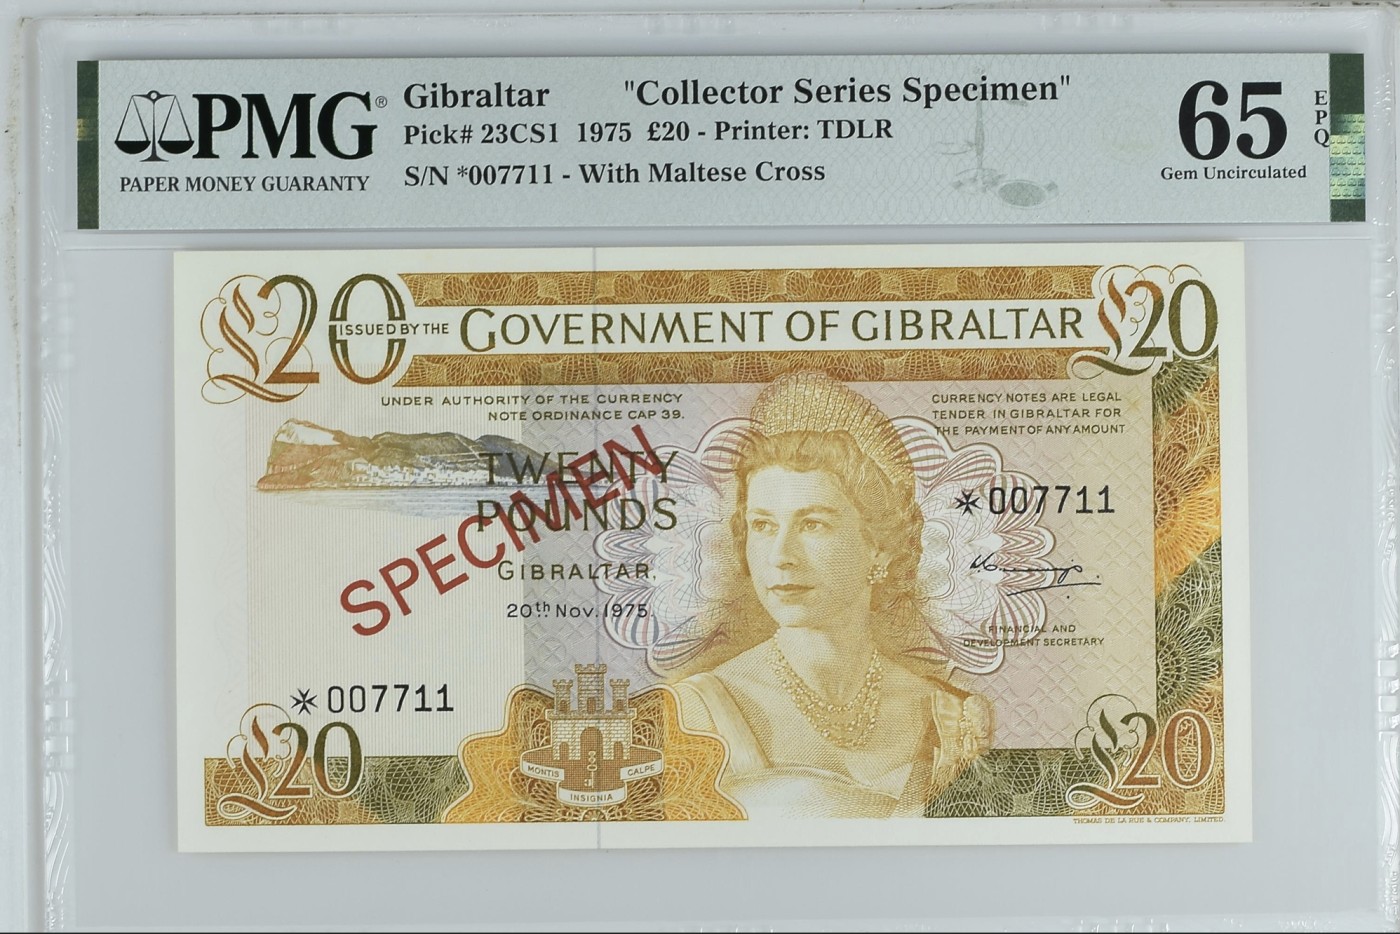 PMG®
PAPER MONEY GUARANTY
Gibraltar "Collector Series Specimen"
Pick# 23CS1 1975 £20 - Printer: TDLR
S/N *007711 - With Maltese Cross
65
EPQ
Gem Uncirculated
£20
ISSUED BY THE GOVERNMENT OF GIBRALTAR
£20
UNDER AUTHORITY OF THE CURRENCY
NOTE ORDINANCE CAP 39.
CURRENCY NOTES ARE LEGAL
TENDER IN GIBRALTAR FOR
THE PAYMENT OF ANY AMOUNT
TWENTY
POUNDS
SPECIMEN
GIBRALTAR,
20th Nov. 1975.
✠007711
FINANCIAL AND
DEVELOPMENT SECRETARY
✠007711
£20
MONTIS
INSIGNIA
CALPE
£20
THOMAS DE LA RUE & COMPANY, LIMITED.